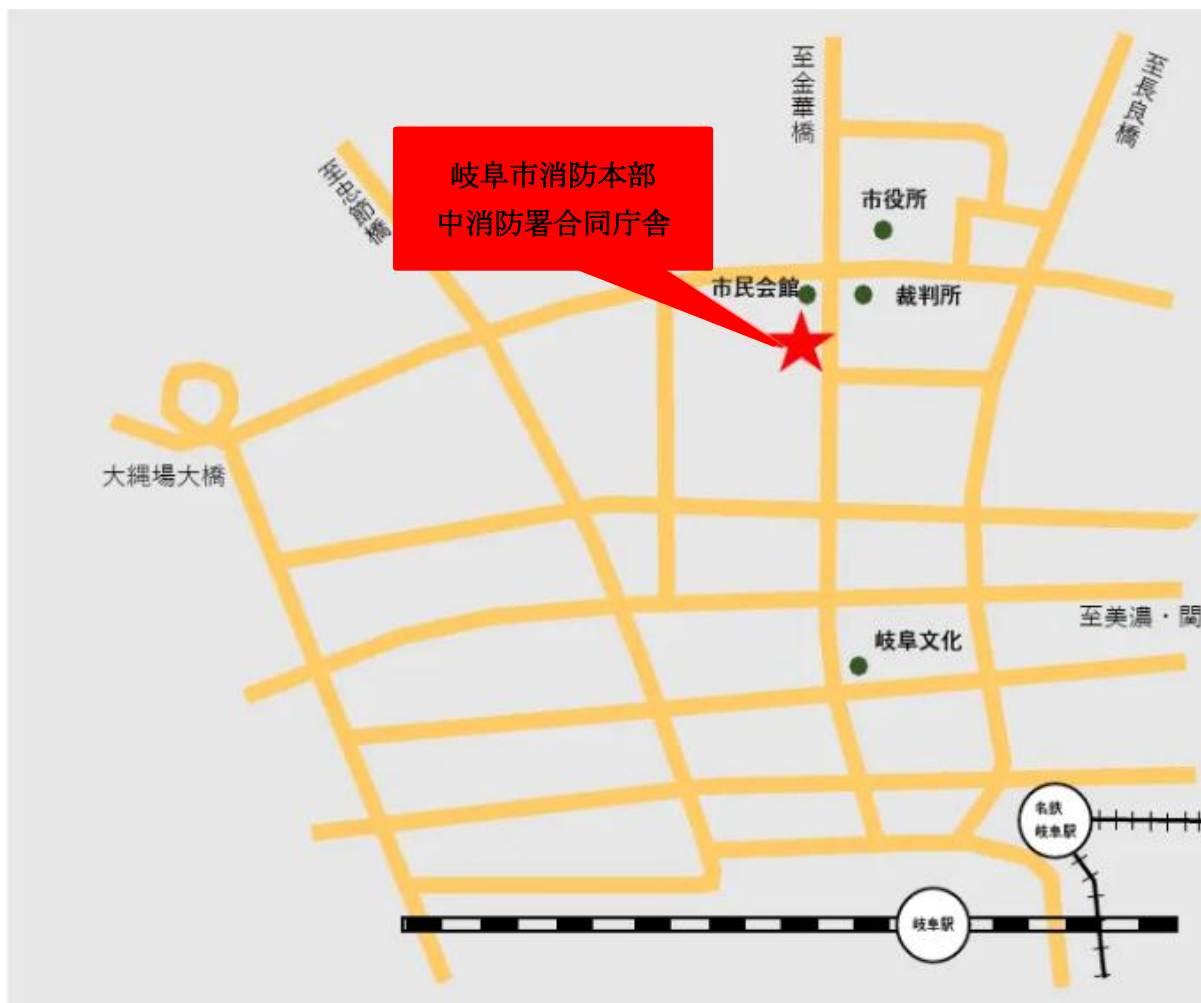 至金華橋
至長良橋
至忠節橋
岐阜市消防本部
中消防署合同庁舎
市役所
市民会館
裁判所
大縄場大橋
至美濃・関
岐阜文化
名鉄
岐阜駅
岐阜駅